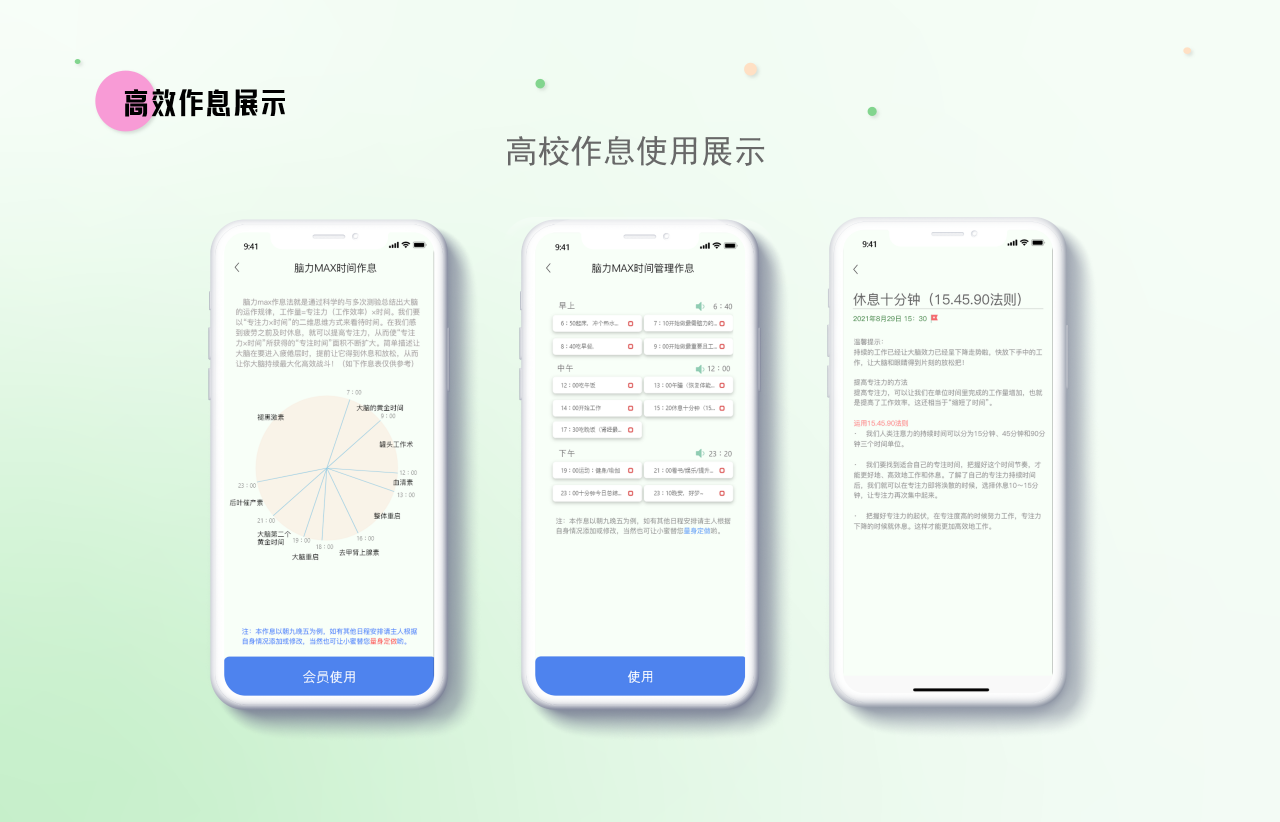 高效作息展示
高校作息使用展示
9:41
脑力MAX时间作息
脑力max作息法就是通过科学的与多次测验总结出大脑
的运作规律，工作量=专注力（工作效率）×时间。我们要
以“专注力×时间”的二维思维方式来看待时间。在我们感
到疲劳之前及时休息，就可以提高专注力，从而使“专注
力×时间”所获得的“专注时间”面积不断扩大。简单描述让
大脑在要进入疲倦层时，提前让它得到休息和放松，从而
让你大脑持续最大化高效战斗！（如下作息表仅供参考）
7：00
大脑的黄金时间
9：00
褪黑激素
罐头工作术
12：00
血清素
13：00
23：00
后叶催产素
整体重启
21：00
大脑第二个
黄金时间
19：00
16：00
18：00
去甲肾上腺素
大脑重启
注：本作息以朝九晚五为例，如有其他日程安排请主人根据
自身情况添加或修改，当然也可让小蜜替您量身定做哟。
会员使用
9:41
脑力MAX时间管理作息
早上
6：40
6：50起床，冲个热水...
7：10开始做最需脑力的...
8：40吃早餐,
9：00开始做最重要且工...
中午
12：00
12：00吃午饭
13：00午睡（恢复体能...
14：00开始工作
15：20休息十分钟（15...
17：30吃晚饭（肾腺最...
下午
23：20
19：00运动：健身/瑜伽
21：00看书/娱乐/提升...
23：00十分钟今日总结...
23：10晚安，好梦~
注：本作息以朝九晚五为例，如有其他日程安排请主人根据
自身情况添加或修改，当然也可让小蜜替您量身定做哟。
使用
9:41
休息十分钟（15.45.90法则）
2021年8月29日 15：30
温馨提示：
持续的工作已经让大脑效力已经呈下降走势啦，快放下手中的工
作，让大脑和眼睛得到片刻的放松把！
提高专注力的方法
提高专注力，可以让我们在单位时间里完成的工作量增加，也就
是提高了工作效率，这还相当于“缩短了时间”。
运用15.45.90法则
· 我们人类注意力的持续时间可以分为15分钟，45分钟和90分
钟三个时间单位。
· 我们要找到适合自己的专注时间，把握好这个时间节奏，才
能更好地、高效地工作和休息。了解了自己的专注力持续时间
后，我们就可以在专注力即将涣散的时候，选择休息10～15分
钟，让专注力再次集中起来。
· 把握好专注力的起伏，在专注度高的时候努力工作，专注力
下降的时候就休息，这样才能更加高效地工作。